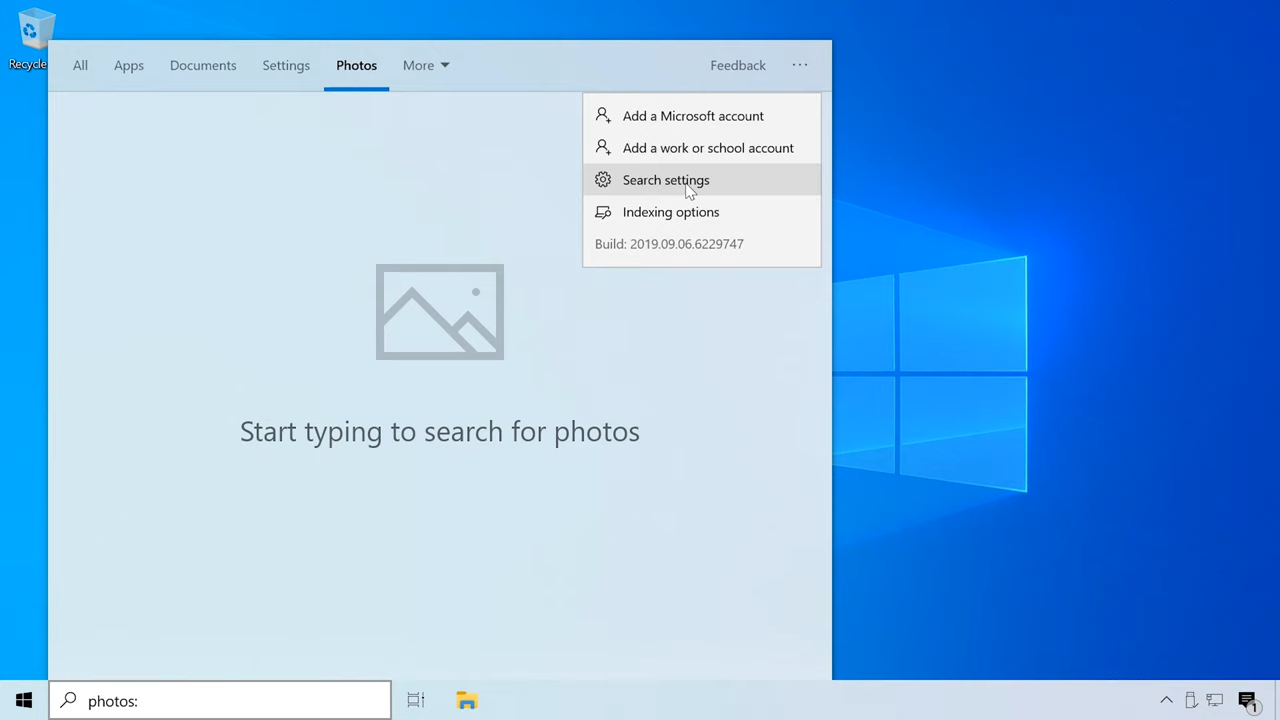 Recycle
All Apps Documents Settings Photos More Feedback ...
Add a Microsoft account
Add a work or school account
Search settings
Indexing options
Build: 2019.09.06.6229747
Start typing to search for photos
photos:
1